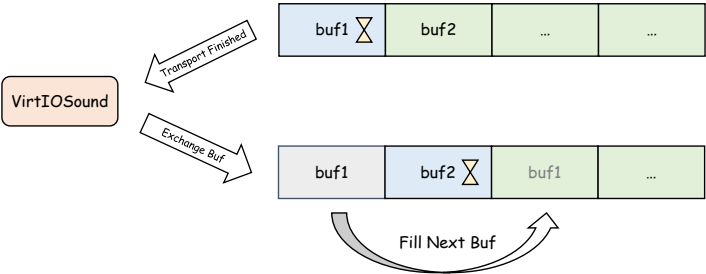 buf1 buf2 ... ...
Transport Finished
VirtIOSound
Exchange Buf
buf1 buf2 buf1 ...
Fill Next Buf